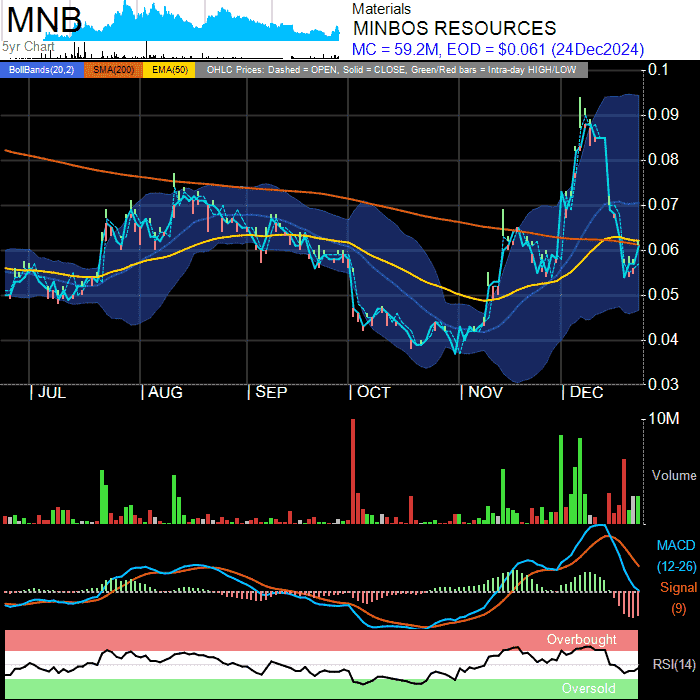 MNB
5yr Chart
Materials
MINBOS RESOURCES
MC = 59.2M, EOD = $0.061 (24Dec2024)
BollBands(20,2) SMA(200) EMA(50) OHLC Prices: Dashed = OPEN, Solid = CLOSE, Green/Red bars = Intra-day HIGH/LOW
0.1
0.09
0.08
0.07
0.06
0.05
0.04
0.03
JUL AUG SEP OCT NOV DEC
10M
Volume
MACD
(12-26)
Signal
(9)
Overbought
RSI(14)
Oversold